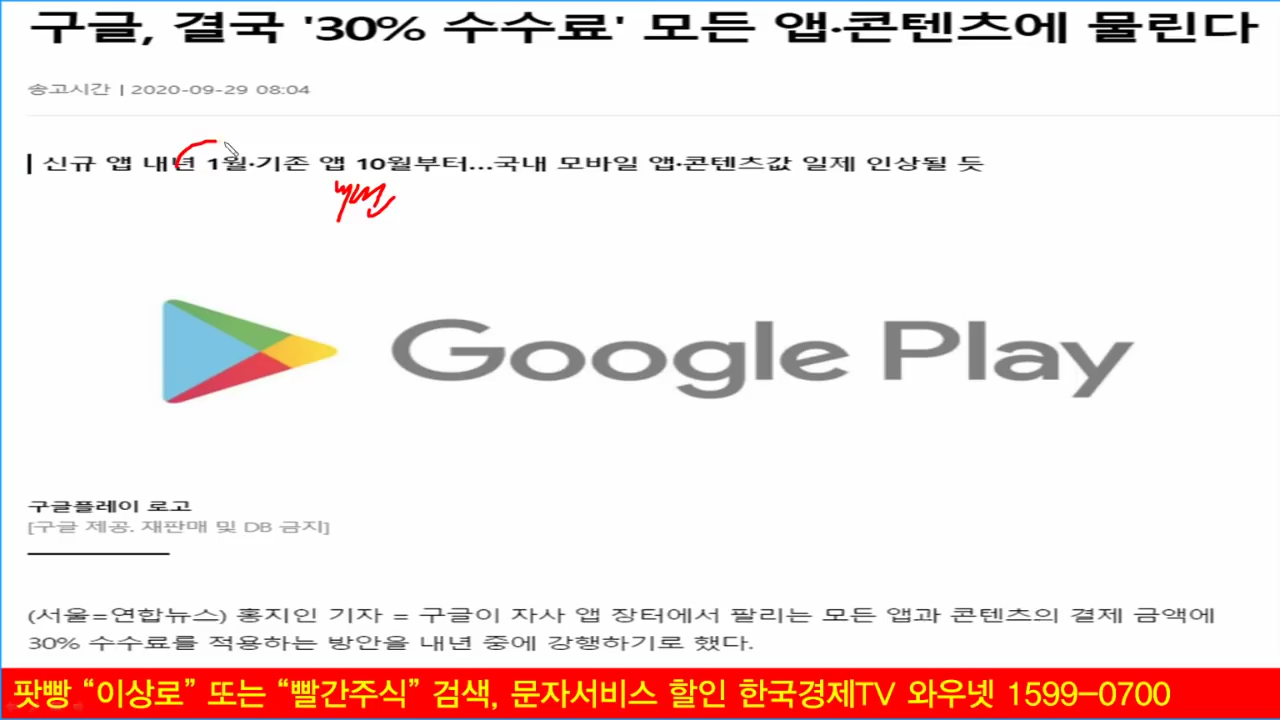 구글, 결국 '30% 수수료' 모든 앱·콘텐츠에 물린다
송고시간 | 2020-09-29 08:04
신규 앱 내년 1월·기존 앱 10월부터...국내 모바일 앱·콘텐츠값 일제 인상될 듯
Google Play
구글플레이 로고
[구글 제공. 재판매 및 DB 금지]
(서울=연합뉴스) 홍지인 기자 = 구글이 자사 앱 장터에서 팔리는 모든 앱과 콘텐츠의 결제 금액에
30% 수수료를 적용하는 방안을 내년 중에 강행하기로 했다.
팟빵 “이상로” 또는 “빨간주식” 검색, 문자서비스 할인 한국경제TV 와우넷 1599-0700